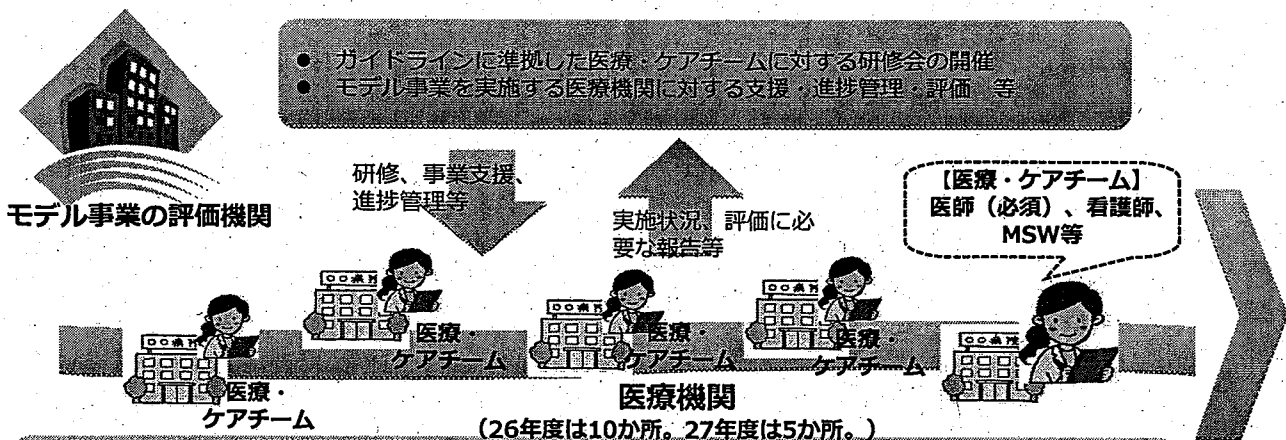 ● ガイドラインに準拠した医療・ケアチームに対する研修会の開催
● モデル事業を実施する医療機関に対する支援・進捗管理・評価　等
モデル事業の評価機関
研修、事業支援、
進捗管理等
実施状況、評価に必
要な報告等
【医療・ケアチーム】
医師（必須）、看護師、
MSW等
医療・
ケアチーム
医療・
ケアチーム
医療・
ケアチーム
医療・
ケアチーム
医療機関
（26年度は10か所。27年度は5か所。）